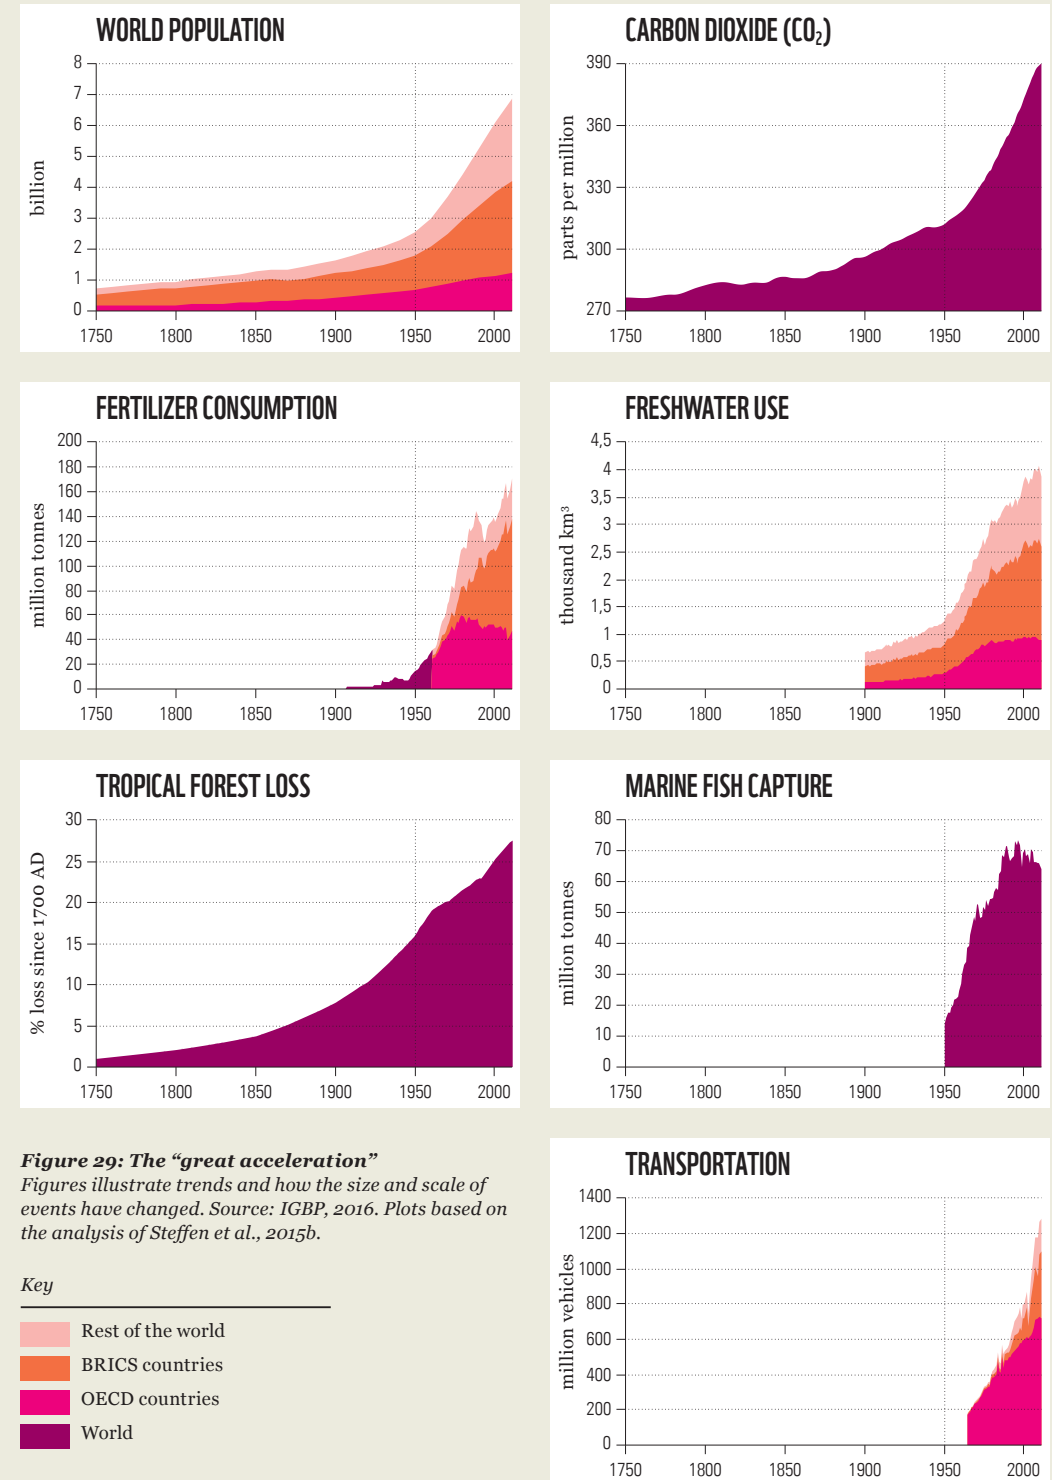 WORLD POPULATION
billion
8
7
6
5
4
3
2
1
0
1750 1800 1850 1900 1950 2000
CARBON DIOXIDE (CO₂)
parts per million
390
360
330
300
270
1750 1800 1850 1900 1950 2000
FERTILIZER CONSUMPTION
million tonnes
200
180
160
140
120
100
80
60
40
20
0
1750 1800 1850 1900 1950 2000
FRESHWATER USE
thousand km³
4,5
4
3,5
3
2,5
2
1,5
1
0,5
0
1750 1800 1850 1900 1950 2000
TROPICAL FOREST LOSS
% loss since 1700 AD
30
25
20
15
10
5
0
1750 1800 1850 1900 1950 2000
MARINE FISH CAPTURE
million tonnes
80
70
60
50
40
30
20
10
0
1750 1800 1850 1900 1950 2000
Figure 29: The “great acceleration”
Figures illustrate trends and how the size and scale of
events have changed. Source: IGBP, 2016. Plots based on
the analysis of Steffen et al., 2015b.
Key
Rest of the world
BRICS countries
OECD countries
World
TRANSPORTATION
million vehicles
1400
1200
1000
800
600
400
200
0
1750 1800 1850 1900 1950 2000